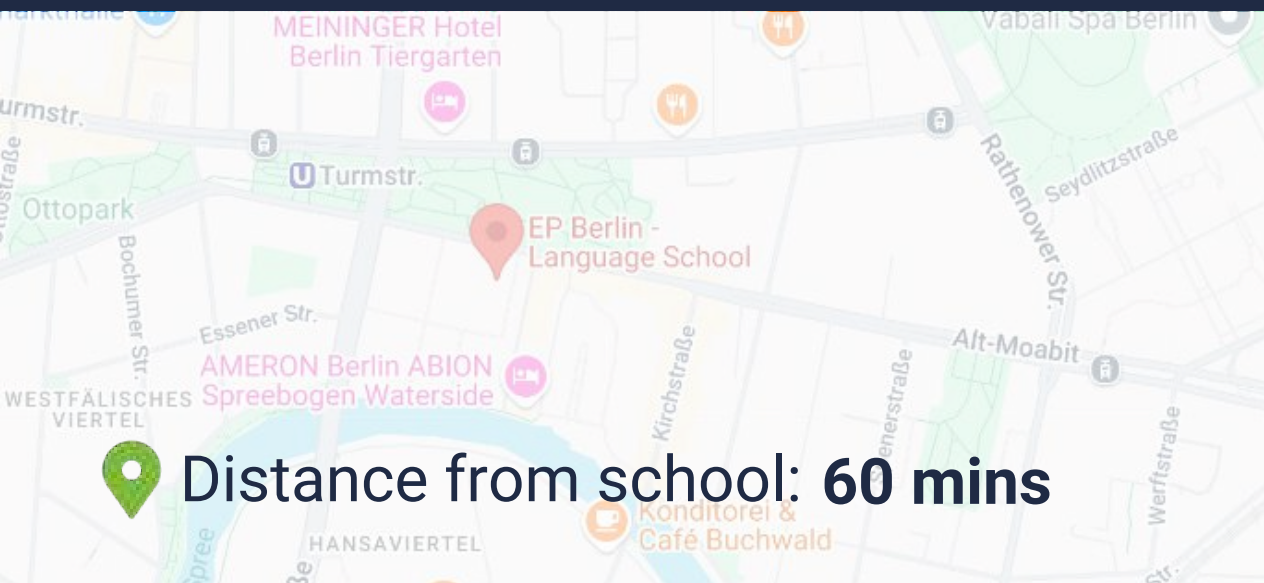 MEININGER Hotel
Berlin Tiergarten
Vabali Spa Berlin
urmstr.
U Turmstr.
Rathenower Str.
Seydlitzstraße
Ottopark
EP Berlin -
Language School
Bochumer Str.
Essener Str.
Alt-Moabit
AMERON Berlin ABION
Spreebogen Waterside
Kirchstraße
WESTFÄLISCHES
VIERTEL
Werftstraße
Distance from school: 60 mins
Konditorei &
Café Buchwald
HANSAVIERTEL
Spree